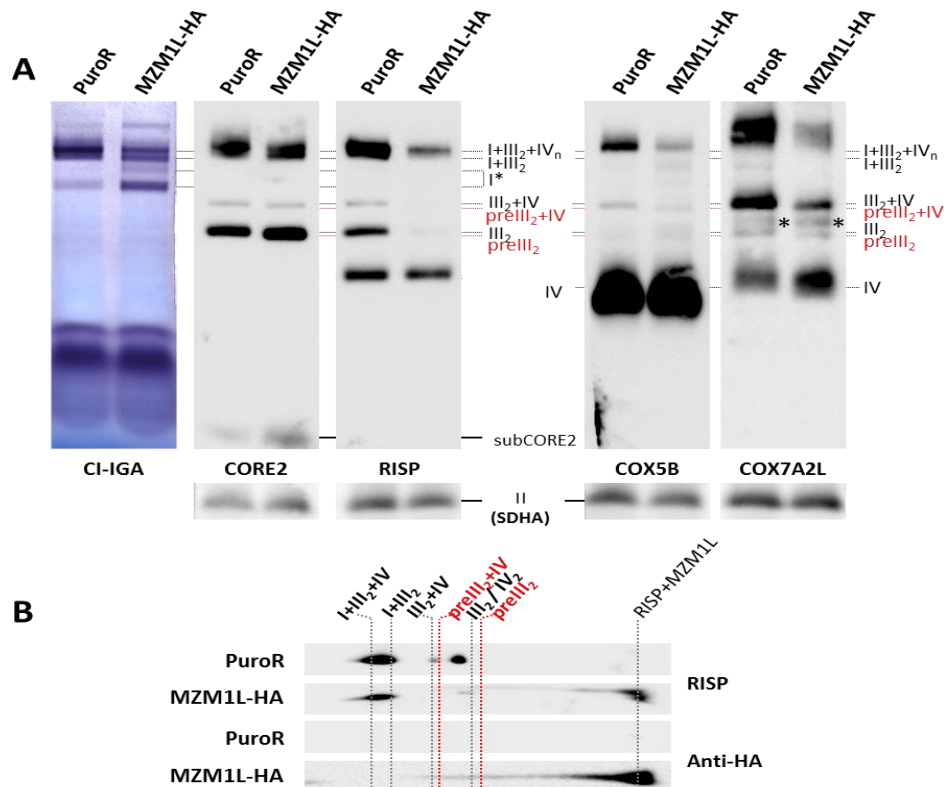 A
PuroR
MZM1L-HA
PuroR
MZM1L-HA
PuroR
MZM1L-HA
PuroR
MZM1L-HA
PuroR
MZM1L-HA
I+III₂+IVₙ
I+III₂
I*
III₂+IV
preIII₂+IV
III₂
preIII₂
IV
subCORE2
I+III₂+IVₙ
I+III₂
III₂+IV
preIII₂+IV
* *
III₂
preIII₂
IV
CI-IGA
CORE2
RISP
COX5B
COX7A2L
II
(SDHA)
B
I+III₂+IV
I+III₂
III₂+IV
preIII₂+IV
III₂/IV₂
preIII₂
RISP+MZM1L
PuroR
MZM1L-HA
RISP
PuroR
MZM1L-HA
Anti-HA